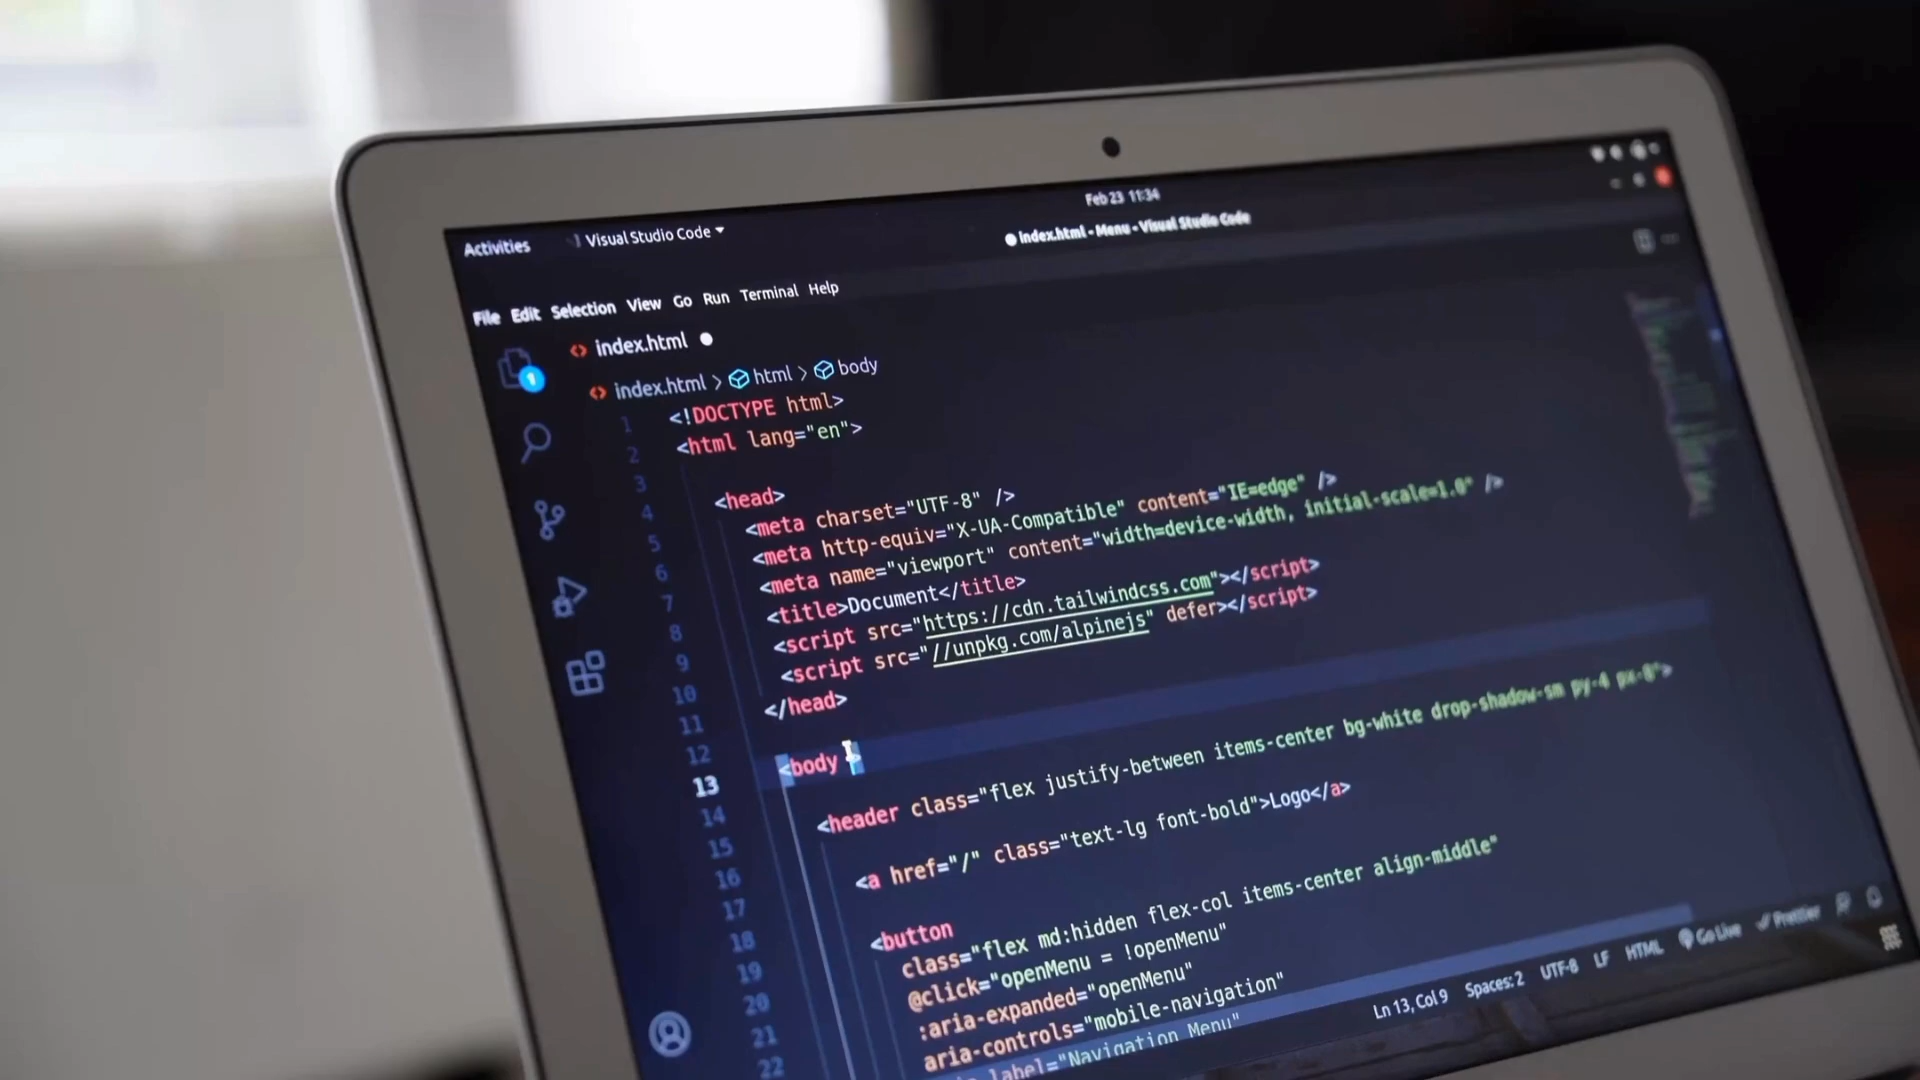 Feb 23 11:34
Activities Visual Studio Code
index.html - Menu - Visual Studio Code
File Edit Selection View Go Run Terminal Help
index.html
index.html > html > body
1 <!DOCTYPE html>
2 <html lang="en">
3
4 <head>
5 <meta charset="UTF-8" />
6 <meta http-equiv="X-UA-Compatible" content="IE=edge" />
7 <meta name="viewport" content="width=device-width, initial-scale=1.0" />
8 <title>Document</title>
9 <script src="https://cdn.tailwindcss.com"></script>
10 <script src="//unpkg.com/alpinejs" defer></script>
11 </head>
12
13 <body >
14
15 <header class="flex justify-between items-center bg-white drop-shadow-sm py-4 px-8">
16
17 <a href="/" class="text-lg font-bold">Logo</a>
18
19 <button
20 class="flex md:hidden flex-col items-center align-middle"
21 @click="openMenu = !openMenu"
22 :aria-expanded="openMenu"
aria-controls="mobile-navigation"
label="Navigation Menu"
Ln 13, Col 9 Spaces: 2 UTF-8 LF HTML Go Live Prettier
1